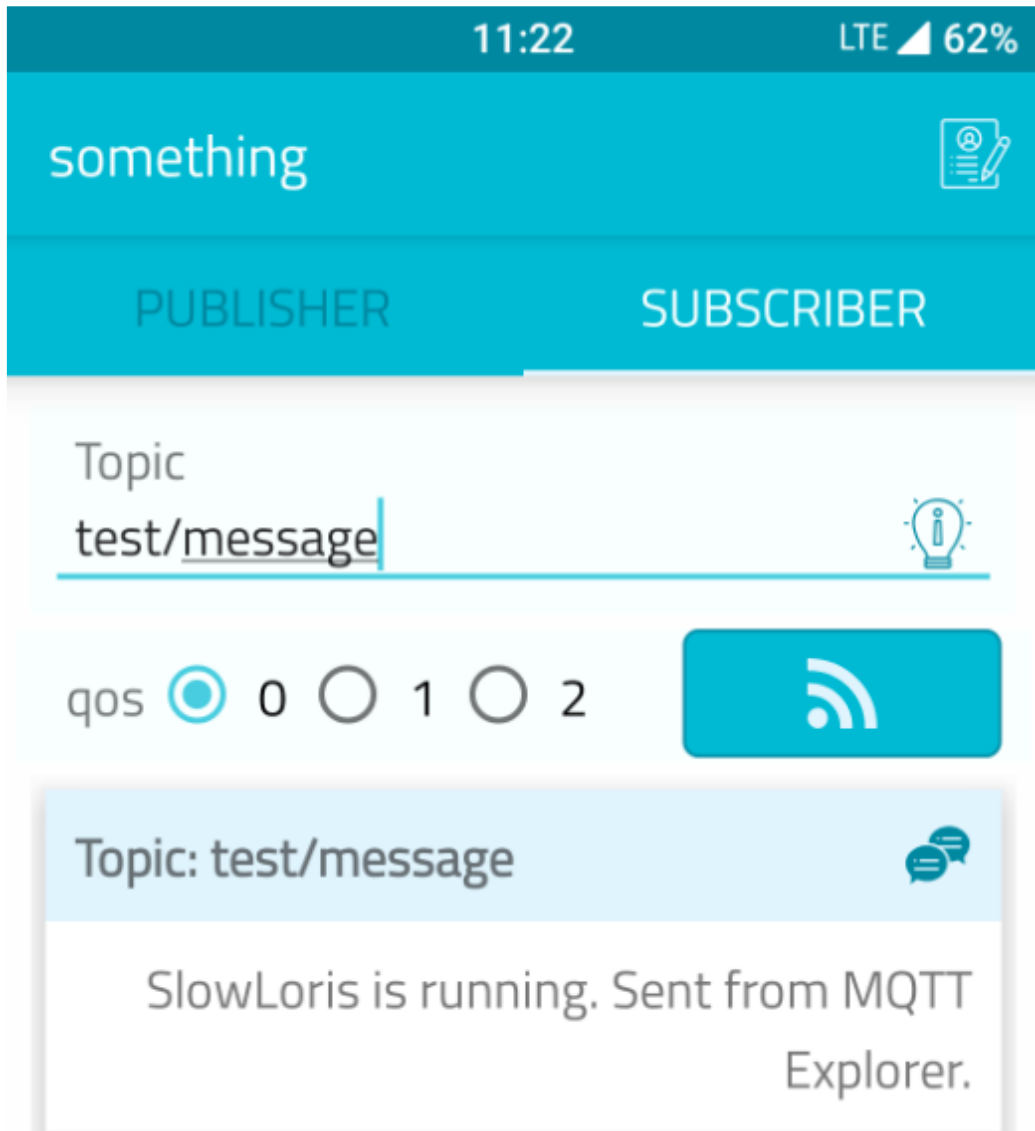 11:22 LTE 62%
something
PUBLISHER SUBSCRIBER
Topic
test/message
qos 0 1 2
Topic: test/message
SlowLoris is running. Sent from MQTT
Explorer.